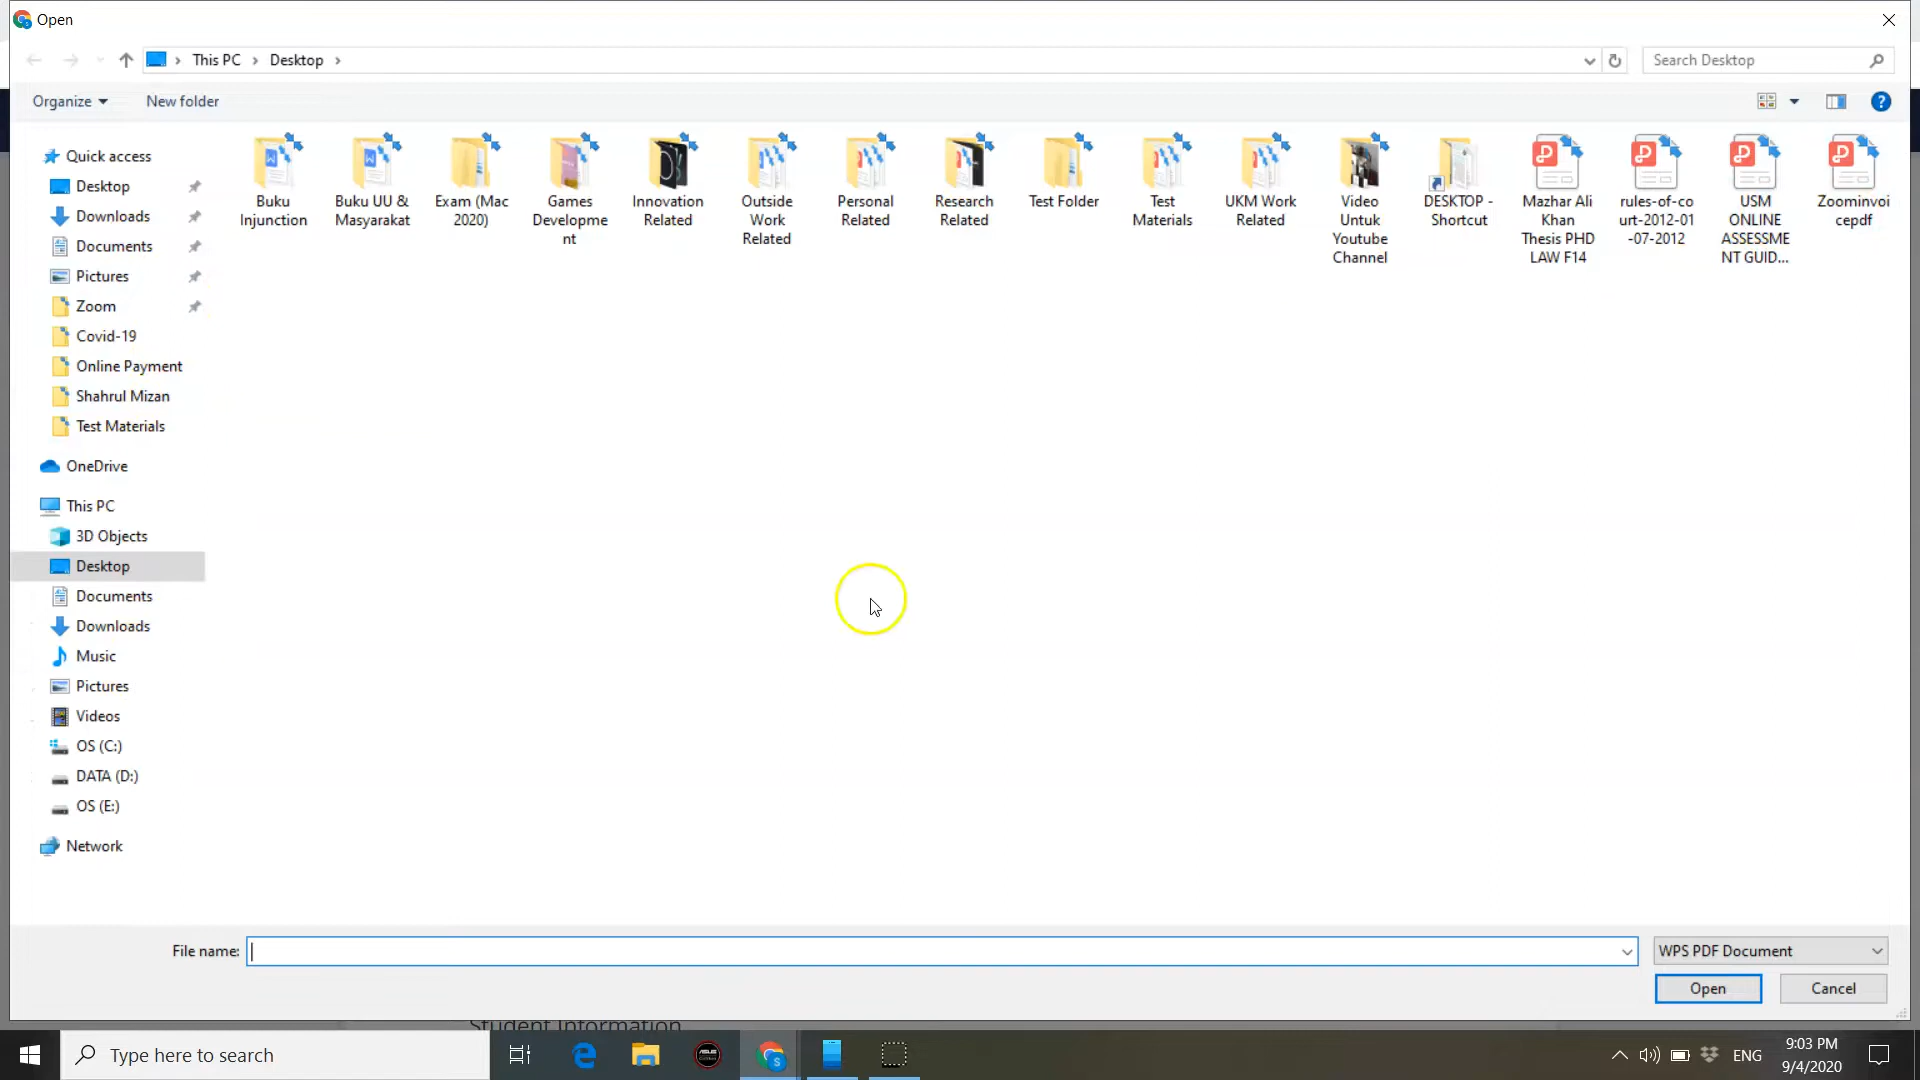 Open
This PC > Desktop >
Search Desktop
Organize
New folder
Quick access
Desktop
Downloads
Documents
Pictures
Zoom
Covid-19
Online Payment
Shahrul Mizan
Test Materials
OneDrive
This PC
3D Objects
Desktop
Documents
Downloads
Music
Pictures
Videos
OS (C:)
DATA (D:)
OS (E:)
Network
Buku
Injunction
Buku UU &
Masyarakat
Exam (Mac
2020)
Games
Developme
nt
Innovation
Related
Outside
Work
Related
Personal
Related
Research
Related
Test Folder
Test
Materials
UKM Work
Related
Video
Untuk
Youtube
Channel
DESKTOP -
Shortcut
Mazhar Ali
Khan
Thesis PHD
LAW F14
rules-of-co
urt-2012-01
-07-2012
USM
ONLINE
ASSESSME
NT GUID...
Zoominvoi
cepdf
File name:
WPS PDF Document
Open
Cancel
Student Information
Type here to search
ENG
9:03 PM
9/4/2020